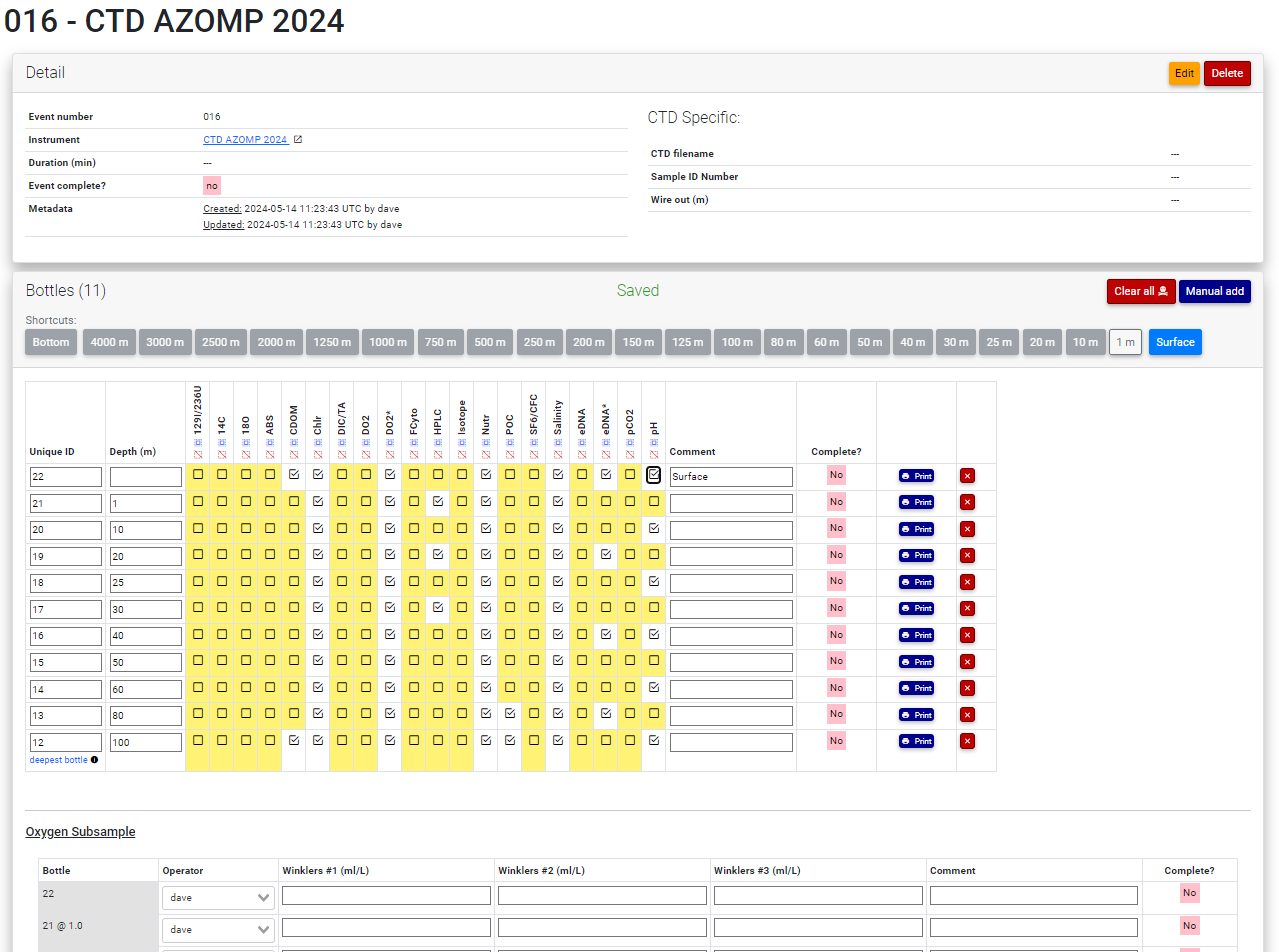 016 - CTD AZOMP 2024
Detail
Edit Delete
Event number 016
Instrument CTD AZOMP 2024
Duration (min) ---
Event complete? no
Metadata Created: 2024-05-14 11:23:43 UTC by dave
Updated: 2024-05-14 11:23:43 UTC by dave
CTD Specific:
CTD filename ---
Sample ID Number ---
Wire out (m) ---
Bottles (11) Saved Clear all Manual add
Shortcuts:
Bottom 4000 m 3000 m 2500 m 2000 m 1250 m 1000 m 750 m 500 m 250 m 200 m 150 m 125 m 100 m 80 m 60 m 50 m 40 m 30 m 25 m 20 m 10 m 1 m Surface
Unique ID Depth (m) 129I/236U 14C 18O ABS CDOM Chlr DIC/TA DO2 DO2* FCyto HPLC Isotope Nutr POC SF6/CFC Salinity eDNA eDNA* pCO2 pH Comment Complete?
22 Surface No Print
21 1 No Print
20 10 No Print
19 20 No Print
18 25 No Print
17 30 No Print
16 40 No Print
15 50 No Print
14 60 No Print
13 80 No Print
12 100 No Print
deepest bottle
Oxygen Subsample
Bottle Operator Winklers #1 (ml/L) Winklers #2 (ml/L) Winklers #3 (ml/L) Comment Complete?
22 dave No
21 @ 1.0 dave No